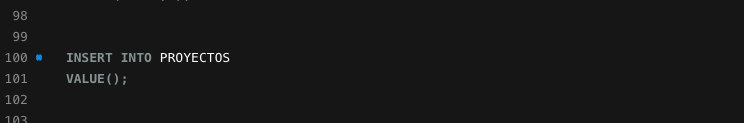 98
99
100 INSERT INTO PROYECTOS
101 VALUE();
102
103